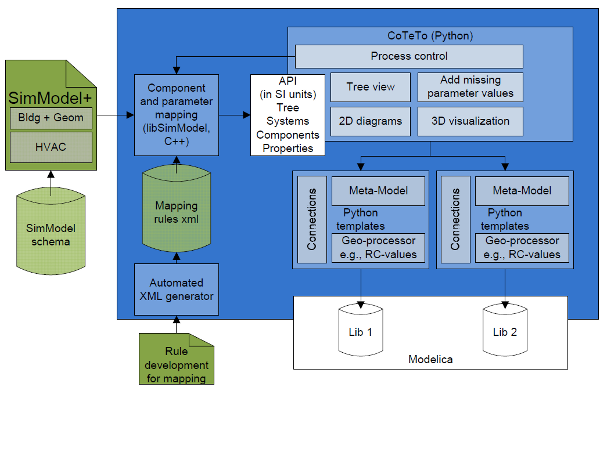 CoTeTo (Python)
Process control
SimModel+
Bldg + Geom
HVAC
Component
and parameter
mapping
(libSimModel,
C++)
API
(in SI units)
Tree
Systems
Components
Properties
Tree view
Add missing
parameter values
2D diagrams
3D visualization
SimModel
schema
Mapping
rules xml
Connections
Meta-Model
Python
templates
Geo-processor
e.g., RC-values
Connections
Meta-Model
Python
templates
Geo-processor
e.g., RC-values
Automated
XML generator
Rule
development
for mapping
Lib 1
Lib 2
Modelica